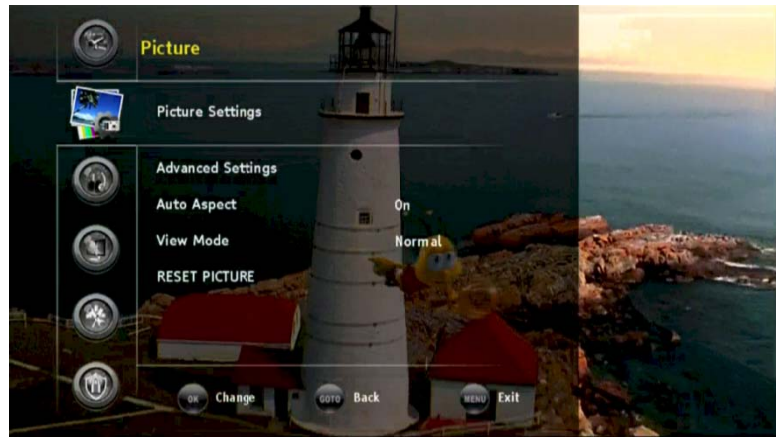 Picture
Picture Settings
Advanced Settings
Auto Aspect On
View Mode Normal
RESET PICTURE
OK Change GOTO Back MENU Exit